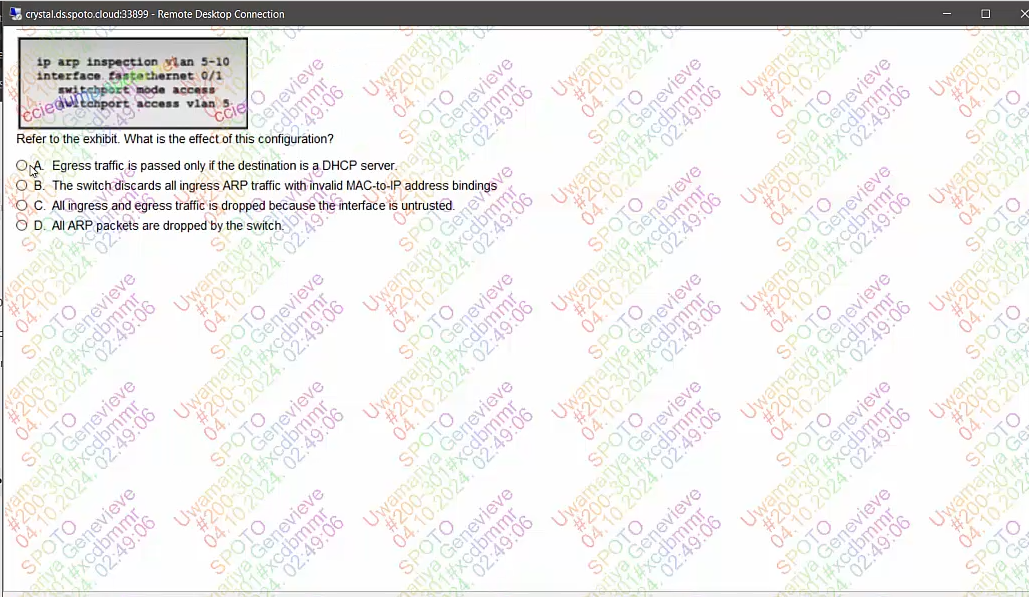 crystal.ds.spoto.cloud:33899 - Remote Desktop Connection
ip arp inspection vlan 5-10
interface fastethernet 0/1
switchport mode access
switchport access vlan 5
Refer to the exhibit. What is the effect of this configuration?
A. Egress traffic is passed only if the destination is a DHCP server.
B. The switch discards all ingress ARP traffic with invalid MAC-to-IP address bindings
C. All ingress and egress traffic is dropped because the interface is untrusted.
D. All ARP packets are dropped by the switch.
Uwamariya Genevieve
#200-301#xcdbmmr
04.10.2024. 02:49:06
SPOTO